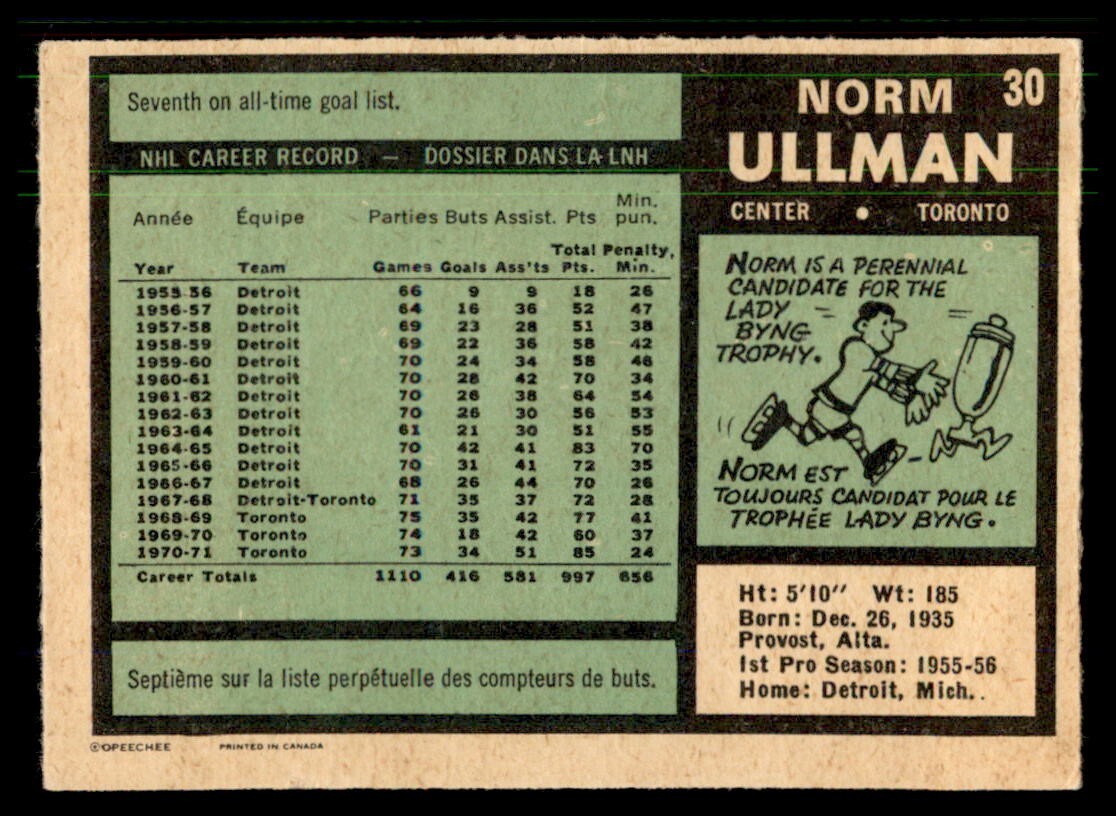 Seventh on all-time goal list.
NHL CAREER RECORD — DOSSIER DANS LA LNH
Année Équipe Parties Buts Assist. Pts Min. pun.
Year Team Games Goals Ass'ts Total Pts. Penalty, Min.
1955-56 Detroit 66 9 9 18 26
1956-57 Detroit 64 16 36 52 47
1957-58 Detroit 69 23 28 51 38
1958-59 Detroit 69 22 36 58 42
1959-60 Detroit 70 24 34 58 46
1960-61 Detroit 70 28 42 70 34
1961-62 Detroit 70 26 38 64 54
1962-63 Detroit 70 26 30 56 53
1963-64 Detroit 61 21 30 51 55
1964-65 Detroit 70 42 41 83 70
1965-66 Detroit 70 31 41 72 35
1966-67 Detroit 68 26 44 70 26
1967-68 Detroit-Toronto 71 35 37 72 28
1968-69 Toronto 75 35 42 77 41
1969-70 Toronto 74 18 42 60 37
1970-71 Toronto 73 34 51 85 24
Career Totals 1110 416 581 997 656
Septième sur la liste perpétuelle des compteurs de buts.
©OPEECHEE PRINTED IN CANADA
30
NORM
ULLMAN
CENTER • TORONTO
NORM IS A PERENNIAL
CANDIDATE FOR THE
LADY
BYNG
TROPHY.
NORM EST
TOUJOURS CANDIDAT POUR LE
TROPHÉE LADY BYNG.
Ht: 5'10" Wt: 185
Born: Dec. 26, 1935
Provost, Alta.
1st Pro Season: 1955-56
Home: Detroit, Mich.